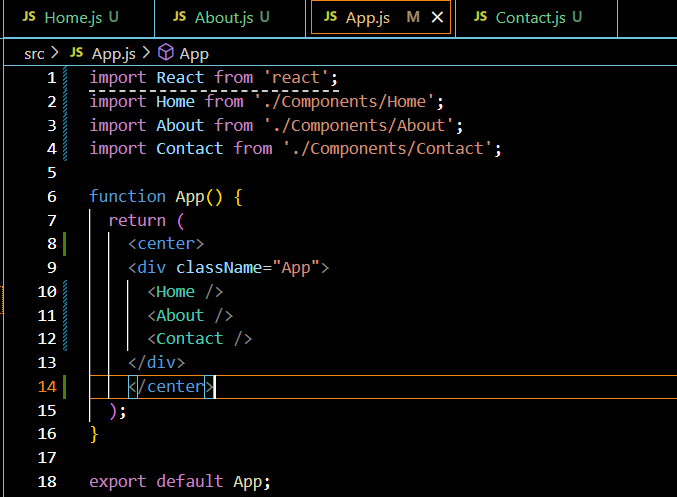 JS Home.js U JS About.js U JS App.js M × JS Contact.js U
src > JS App.js > App
1 import React from 'react';
2 import Home from './Components/Home';
3 import About from './Components/About';
4 import Contact from './Components/Contact';
5
6 function App() {
7   return (
8     <center>
9     <div className="App">
10       <Home />
11       <About />
12       <Contact />
13     </div>
14     </center>
15   );
16 }
17
18 export default App;